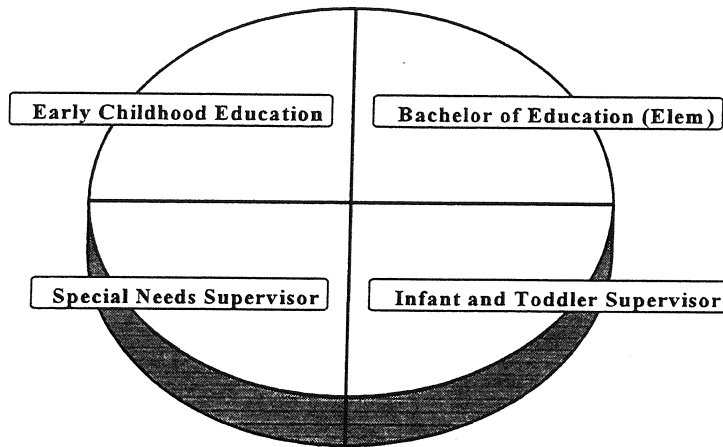 Early Childhood Education
Bachelor of Education (Elem)
Special Needs Supervisor
Infant and Toddler Supervisor